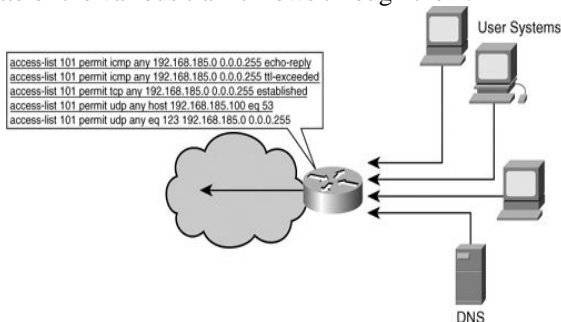 User Systems
access-list 101 permit icmp any 192.168.185.0 0.0.0.255 echo-reply
access-list 101 permit icmp any 192.168.185.0 0.0.0.255 ttl-exceeded
access-list 101 permit tcp any 192.168.185.0 0.0.0.255 established
access-list 101 permit udp any host 192.168.185.100 eq 53
access-list 101 permit udp any eq 123 192.168.185.0 0.0.0.255
DNS